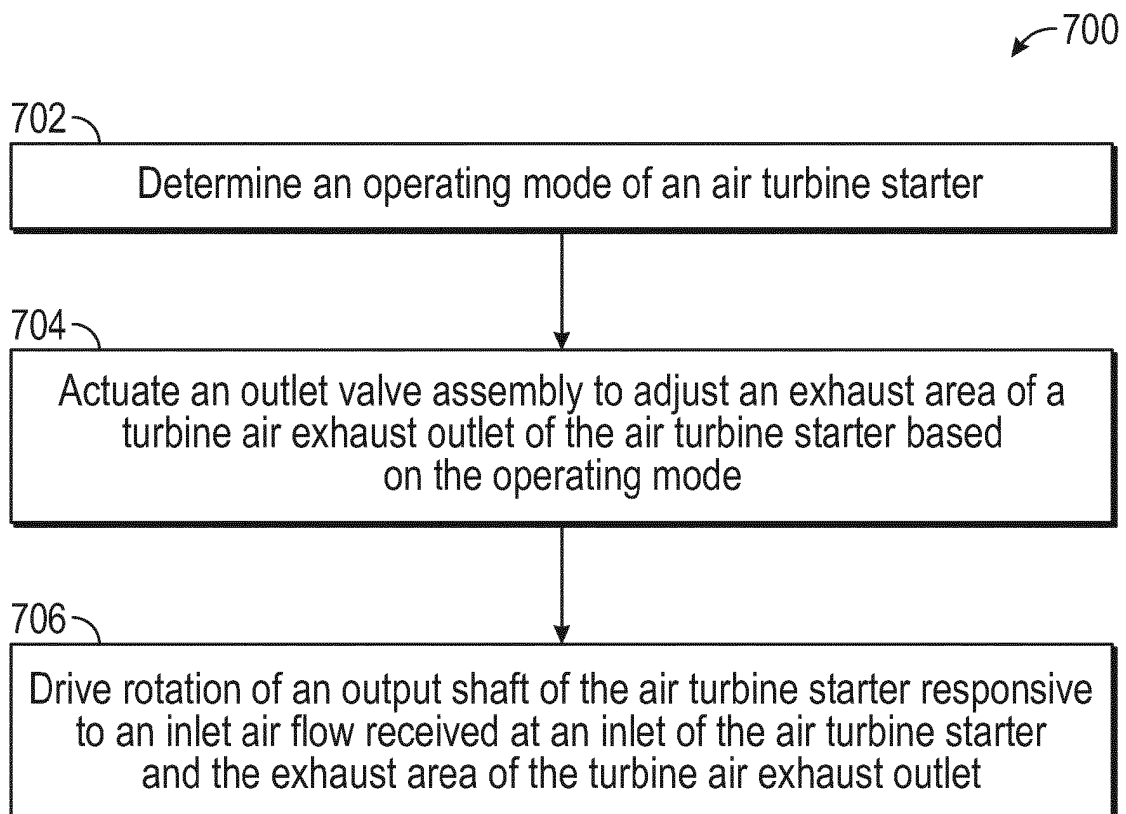 700
702
Determine an operating mode of an air turbine starter
704
Actuate an outlet valve assembly to adjust an exhaust area of a
turbine air exhaust outlet of the air turbine starter based
on the operating mode
706
Drive rotation of an output shaft of the air turbine starter responsive
to an inlet air flow received at an inlet of the air turbine starter
and the exhaust area of the turbine air exhaust outlet